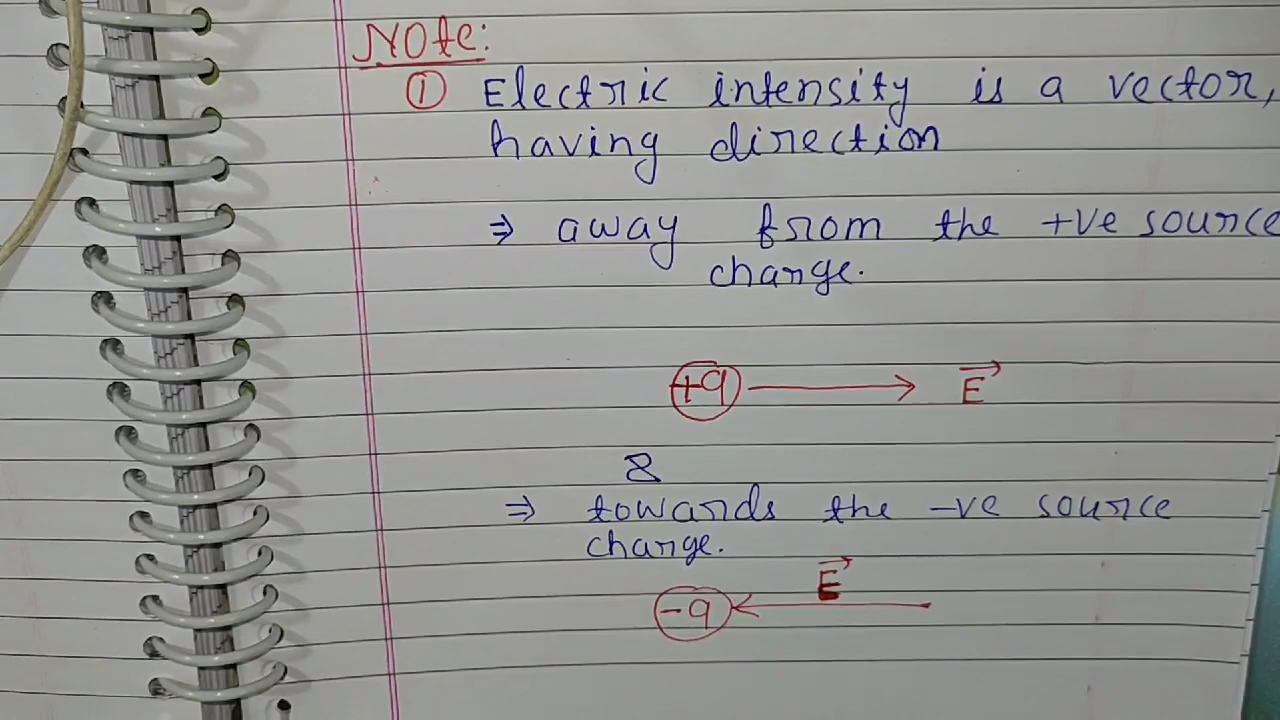 Note:
① Electric intensity is a vector,
having direction
⇒ away from the +ve source
charge.
+q → E⃗
&
⇒ towards the -ve source
charge.
E⃗
-q ←